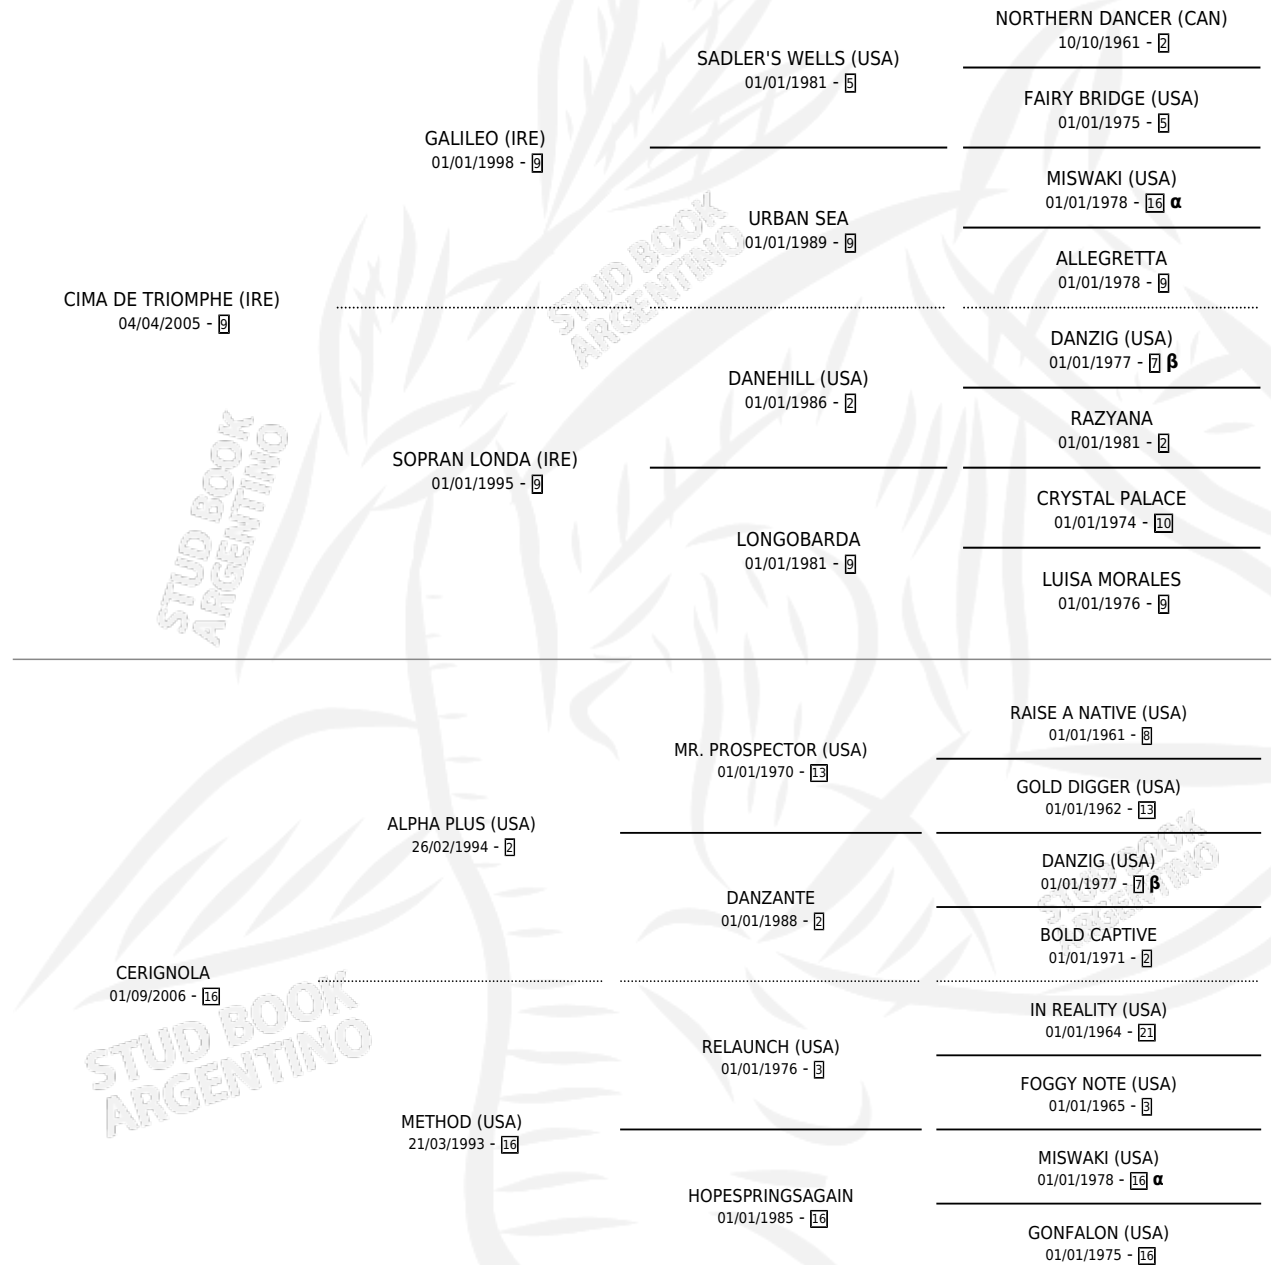 CIMA DE TRIOMPHE (IRE)
04/04/2005 - 9
GALILEO (IRE)
01/01/1998 - 9
SADLER'S WELLS (USA)
01/01/1981 - 5
NORTHERN DANCER (CAN)
10/10/1961 - 2
FAIRY BRIDGE (USA)
01/01/1975 - 5
URBAN SEA
01/01/1989 - 9
MISWAKI (USA)
01/01/1978 - 16 α
ALLEGRETTA
01/01/1978 - 9
SOPRAN LONDA (IRE)
01/01/1995 - 9
DANEHILL (USA)
01/01/1986 - 2
DANZIG (USA)
01/01/1977 - 7 β
RAZYANA
01/01/1981 - 2
LONGOBARDA
01/01/1981 - 9
CRYSTAL PALACE
01/01/1974 - 10
LUISA MORALES
01/01/1976 - 9
CERIGNOLA
01/09/2006 - 16
ALPHA PLUS (USA)
26/02/1994 - 2
MR. PROSPECTOR (USA)
01/01/1970 - 13
RAISE A NATIVE (USA)
01/01/1961 - 8
GOLD DIGGER (USA)
01/01/1962 - 13
DANZANTE
01/01/1988 - 2
DANZIG (USA)
01/01/1977 - 7 β
BOLD CAPTIVE
01/01/1971 - 2
METHOD (USA)
21/03/1993 - 16
RELAUNCH (USA)
01/01/1976 - 3
IN REALITY (USA)
01/01/1964 - 21
FOGGY NOTE (USA)
01/01/1965 - 3
HOPESPRINGSAGAIN
01/01/1985 - 16
MISWAKI (USA)
01/01/1978 - 16 α
GONFALON (USA)
01/01/1975 - 16
STUD BOOK
ARGENTINO
STUD BOOK
ARGENTINO
STUD BOOK
ARGENTINO
STUD BOOK
ARGENTINO